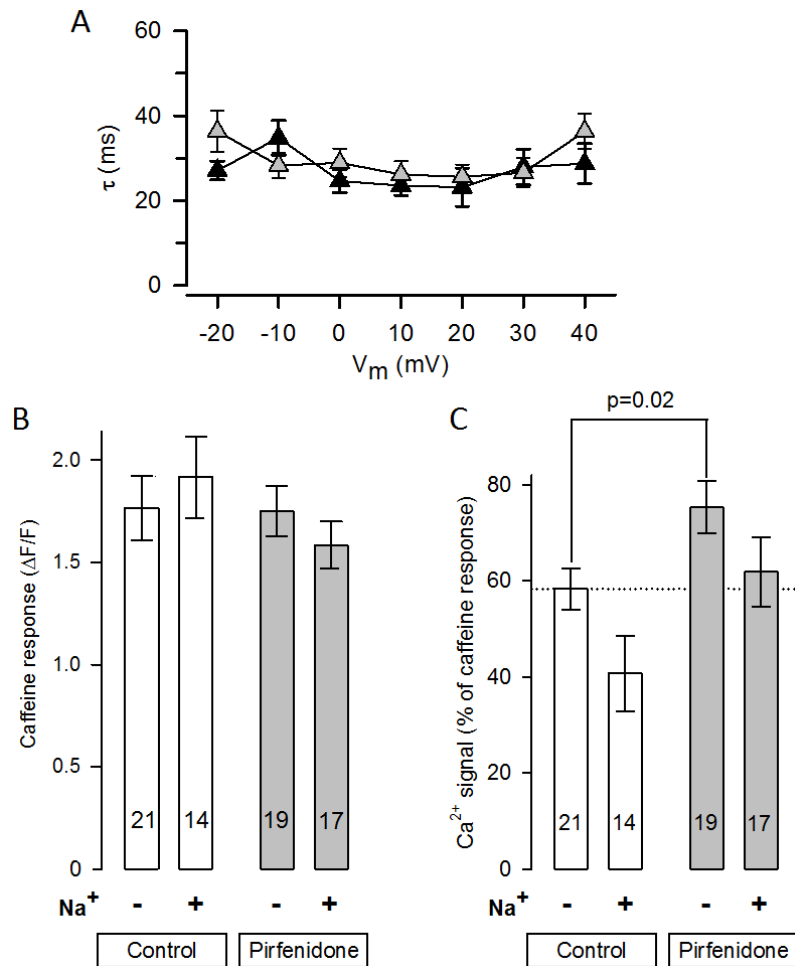 A
60
40
20
0
τ (ms)
-20 -10 0 10 20 30 40
Vm (mV)
B
2.0
1.5
1.0
0.5
0
Caffeine response (ΔF/F)
21 14 19 17
Na+ - + - +
Control Pirfenidone
C
p=0.02
80
60
40
20
0
Ca2+ signal (% of caffeine response)
21 14 19 17
Na+ - + - +
Control Pirfenidone